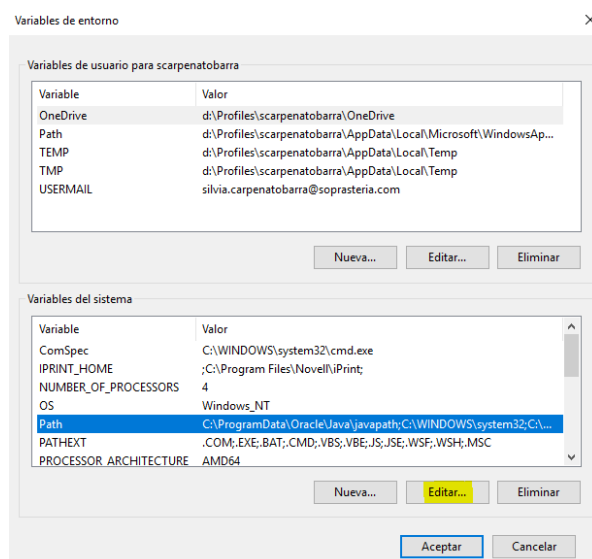 Variables de entorno
Variables de usuario para scarpenatobarra
Variable Valor
OneDrive d:\Profiles\scarpenatobarra\OneDrive
Path d:\Profiles\scarpenatobarra\AppData\Local\Microsoft\WindowsAp...
TEMP d:\Profiles\scarpenatobarra\AppData\Local\Temp
TMP d:\Profiles\scarpenatobarra\AppData\Local\Temp
USERMAIL silvia.carpenatobarra@soprasteria.com
Nueva... Editar... Eliminar
Variables del sistema
Variable Valor
ComSpec C:\WINDOWS\system32\cmd.exe
IPRINT_HOME ;C:\Program Files\Novell\iPrint;
NUMBER_OF_PROCESSORS 4
OS Windows_NT
Path C:\ProgramData\Oracle\Java\javapath;C:\WINDOWS\system32;C:\...
PATHEXT .COM;.EXE;.BAT;.CMD;.VBS;.VBE;.JS;.JSE;.WSF;.WSH;.MSC
PROCESSOR_ARCHITECTURE AMD64
Nueva... Editar... Eliminar
Aceptar Cancelar